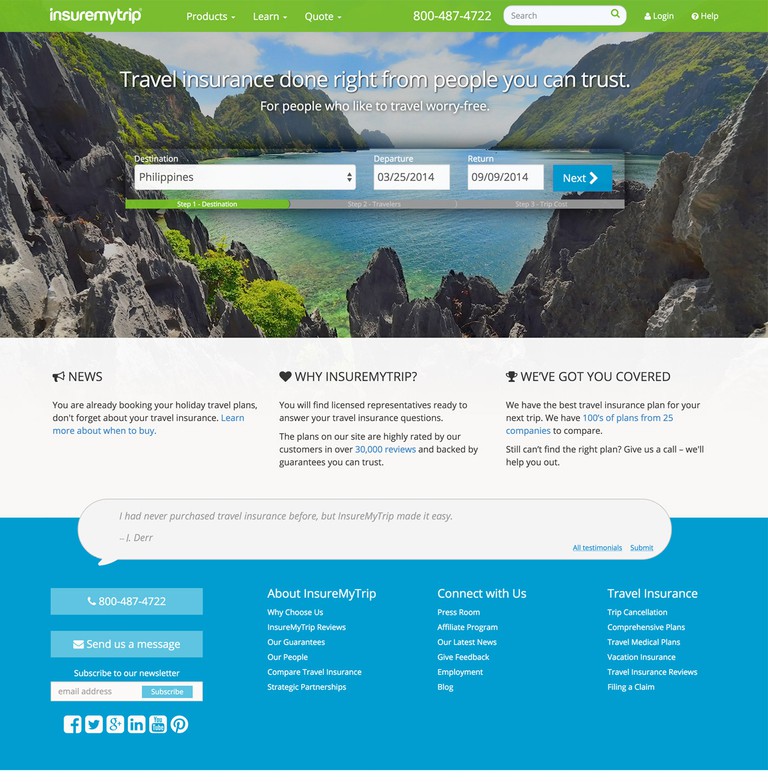 insuremytrip
Products Learn Quote 800-487-4722 Search Login Help
Travel insurance done right from people you can trust.
For people who like to travel worry-free.
Destination Departure Return
Philippines 03/25/2014 09/09/2014 Next
Step 1 - Destination Step 2 - Travelers Step 3 - Trip Cost
NEWS
You are already booking your holiday travel plans,
don't forget about your travel insurance. Learn
more about when to buy.
WHY INSUREMYTRIP?
You will find licensed representatives ready to
answer your travel insurance questions.
The plans on our site are highly rated by our
customers in over 30,000 reviews and backed by
guarantees you can trust.
WE'VE GOT YOU COVERED
We have the best travel insurance plan for your
next trip. We have 100's of plans from 25
companies to compare.
Still can't find the right plan? Give us a call – we'll
help you out.
I had never purchased travel insurance before, but InsureMyTrip made it easy.
-- J. Derr
All testimonials Submit
800-487-4722
Send us a message
Subscribe to our newsletter
email address Subscribe
You
Tube
About InsureMyTrip
Why Choose Us
InsureMyTrip Reviews
Our Guarantees
Our People
Compare Travel Insurance
Strategic Partnerships
Connect with Us
Press Room
Affiliate Program
Our Latest News
Give Feedback
Employment
Blog
Travel Insurance
Trip Cancellation
Comprehensive Plans
Travel Medical Plans
Vacation Insurance
Travel Insurance Reviews
Filing a Claim